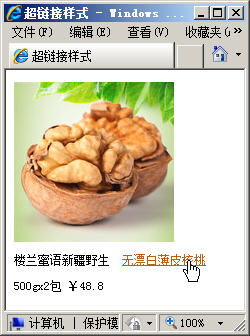 超链接样式 - Windows ...
文件(F) 编辑(E) 查看(V) 收藏夹(
超链接样式
楼兰蜜语新疆野生 无漂白薄皮核桃
500gx2包 ￥48.8
计算机 | 保护模
100%